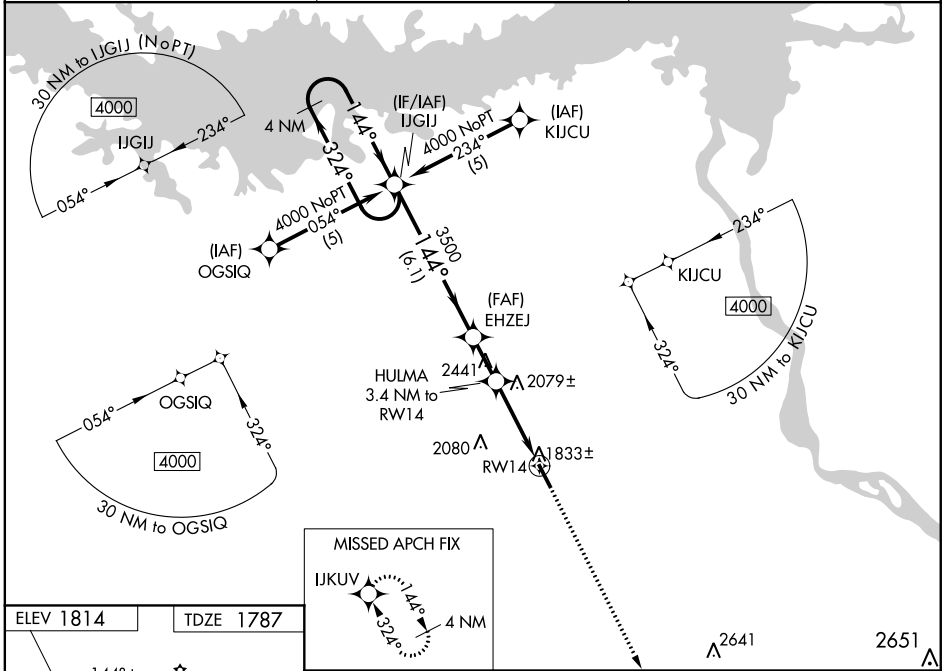 30 NM to IJGIJ (NoPT)
4000
IJGIJ
234°
054°
4 NM
144°
324°
(IF/IAF)
IJGIJ
4000 NoPT
234°
(5)
(IAF)
KIJCU
4000 NoPT
054°
(5)
(IAF)
OGSIQ
3500
144°
(6.1)
234°
KIJCU
4000
324°
30 NM to KIJCU
(FAF)
EHZEJ
2441
HULMA
3.4 NM to
RW14
2079±
OGSIQ
054°
324°
4000
30 NM to OGSIQ
2080
RW14
1833±
MISSED APCH FIX
IJKUV
144°
324°
4 NM
ELEV 1814
TDZE 1787
2641
2651